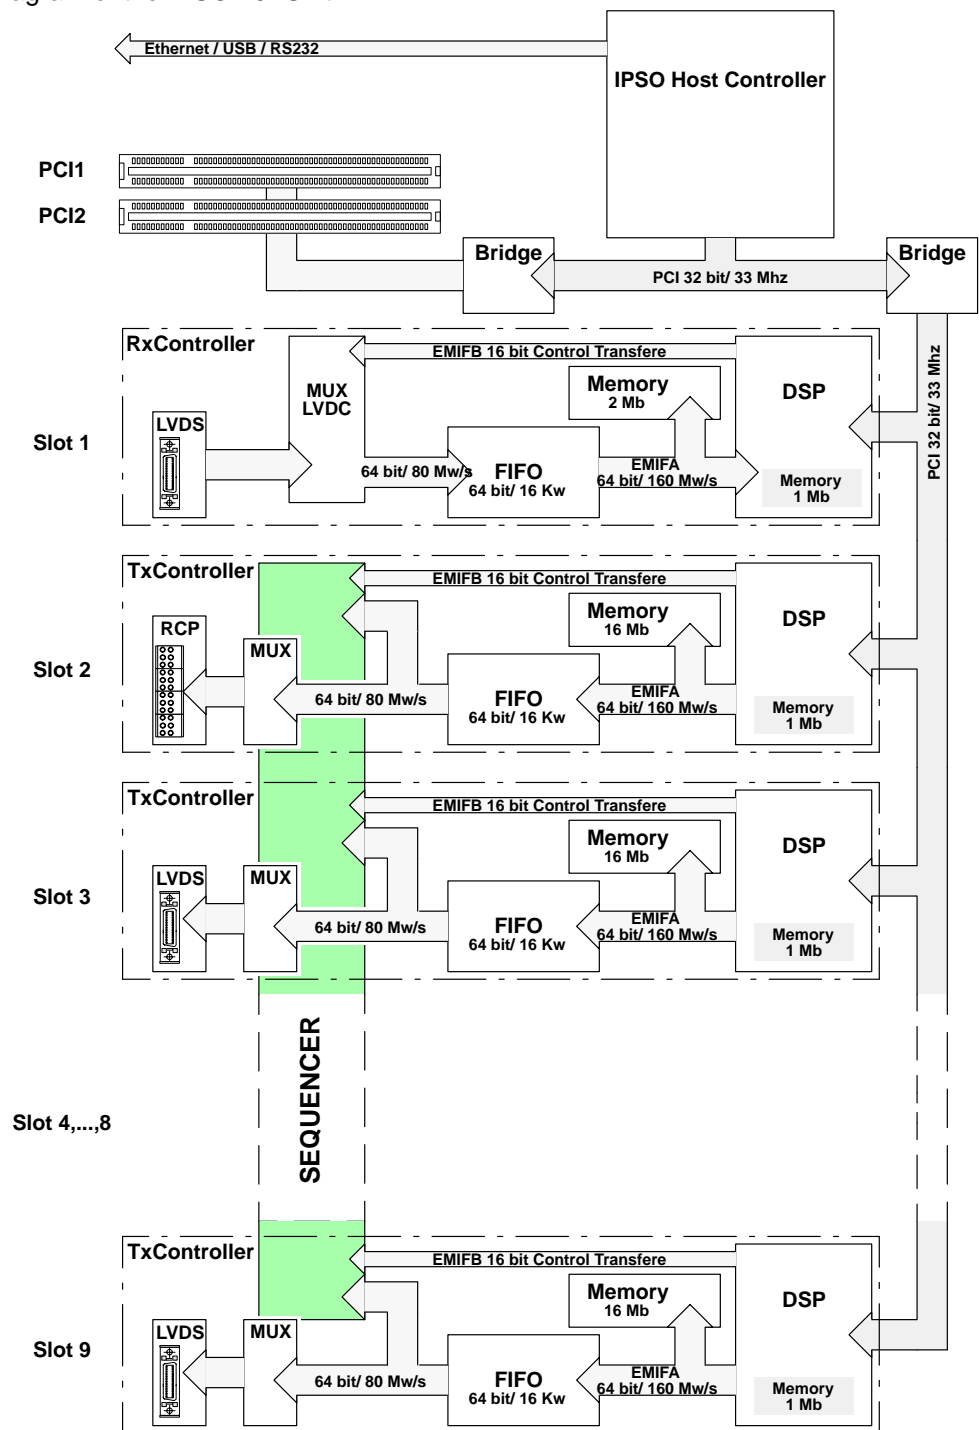 Ethernet / USB / RS232
IPSO Host Controller
PCI1
PCI2
Bridge
PCI 32 bit/ 33 Mhz
Bridge
PCI 32 bit/ 33 Mhz
Slot 1
RxController
LVDS
MUX
LVDC
EMIFB 16 bit Control Transfere
Memory
2 Mb
DSP
64 bit/ 80 Mw/s
FIFO
64 bit/ 16 Kw
EMIFA
64 bit/ 160 Mw/s
Memory
1 Mb
Slot 2
TxController
RCP
MUX
EMIFB 16 bit Control Transfere
Memory
16 Mb
DSP
64 bit/ 80 Mw/s
FIFO
64 bit/ 16 Kw
EMIFA
64 bit/ 160 Mw/s
Memory
1 Mb
Slot 3
TxController
LVDS
MUX
EMIFB 16 bit Control Transfere
Memory
16 Mb
DSP
64 bit/ 80 Mw/s
FIFO
64 bit/ 16 Kw
EMIFA
64 bit/ 160 Mw/s
Memory
1 Mb
SEQUENCER
Slot 4,...,8
Slot 9
TxController
LVDS
MUX
EMIFB 16 bit Control Transfere
Memory
16 Mb
DSP
64 bit/ 80 Mw/s
FIFO
64 bit/ 16 Kw
EMIFA
64 bit/ 160 Mw/s
Memory
1 Mb